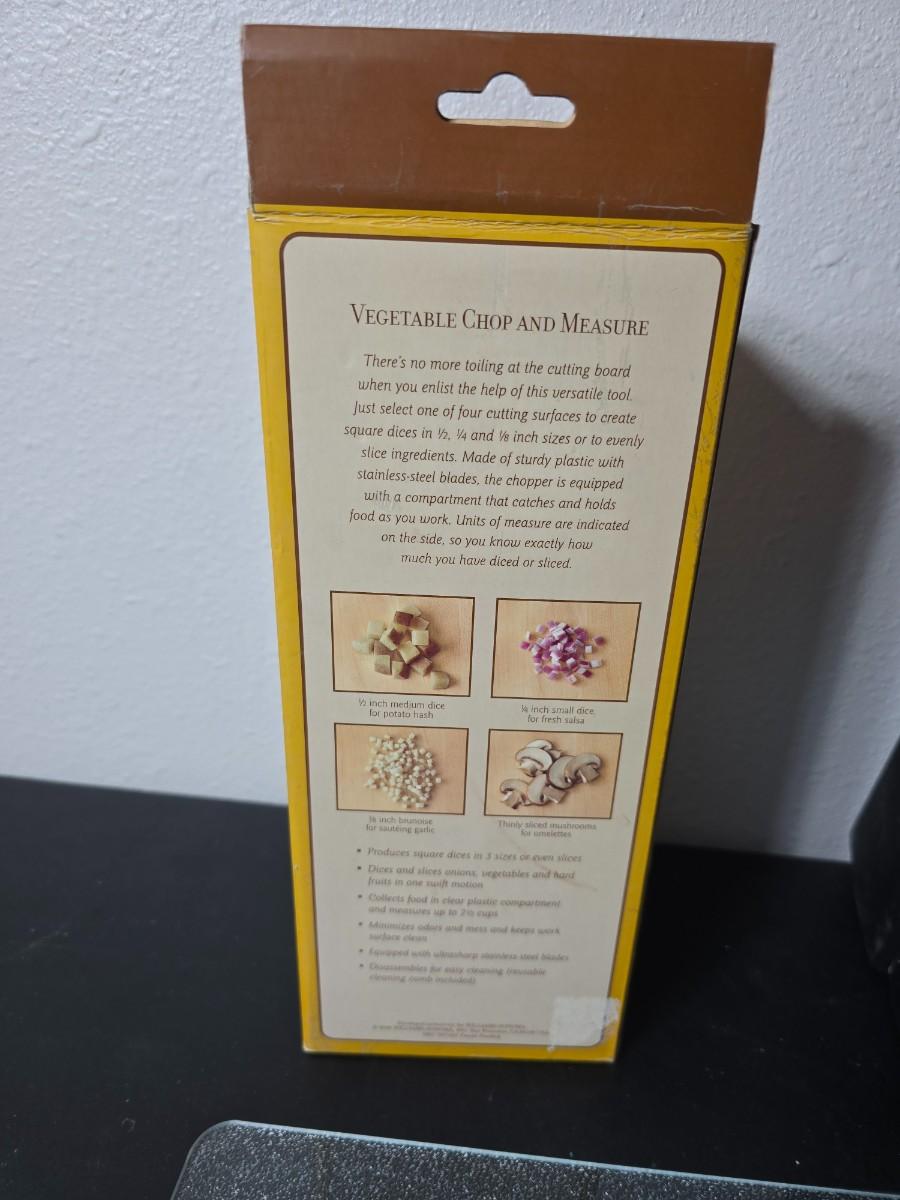 VEGETABLE CHOP AND MEASURE
There's no more toiling at the cutting board
when you enlist the help of this versatile tool.
Just select one of four cutting surfaces to create
square dices in ½, ¼ and ⅛ inch sizes or to evenly
slice ingredients. Made of sturdy plastic with
stainless-steel blades, the chopper is equipped
with a compartment that catches and holds
food as you work. Units of measure are indicated
on the side, so you know exactly how
much you have diced or sliced.
½ inch medium dice
for potato hash
¼ inch small dice,
for fresh salsa
⅛ inch brunoise
for sautéing garlic
Thinly sliced mushrooms
for omelettes
• Produces square dices in 3 sizes or even slices
• Dices and slices onions, vegetables and hard
fruits in one swift motion
• Collects food in clear plastic compartment
and measures up to 2½ cups
• Minimizes odors and mess and keeps work
surface clean
• Equipped with ultrasharp stainless steel blades
• Disassembles for easy cleaning (reusable
cleaning comb included)